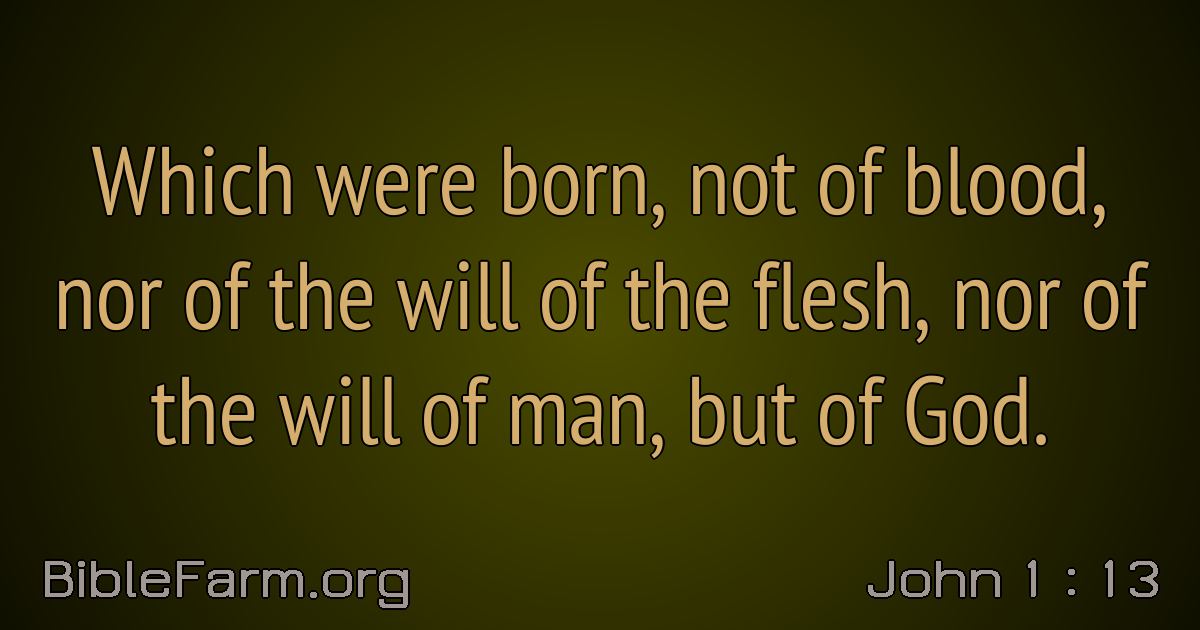 Which were born, not of blood,
nor of the will of the flesh, nor of
the will of man, but of God.
BibleFarm.org
John 1 : 13